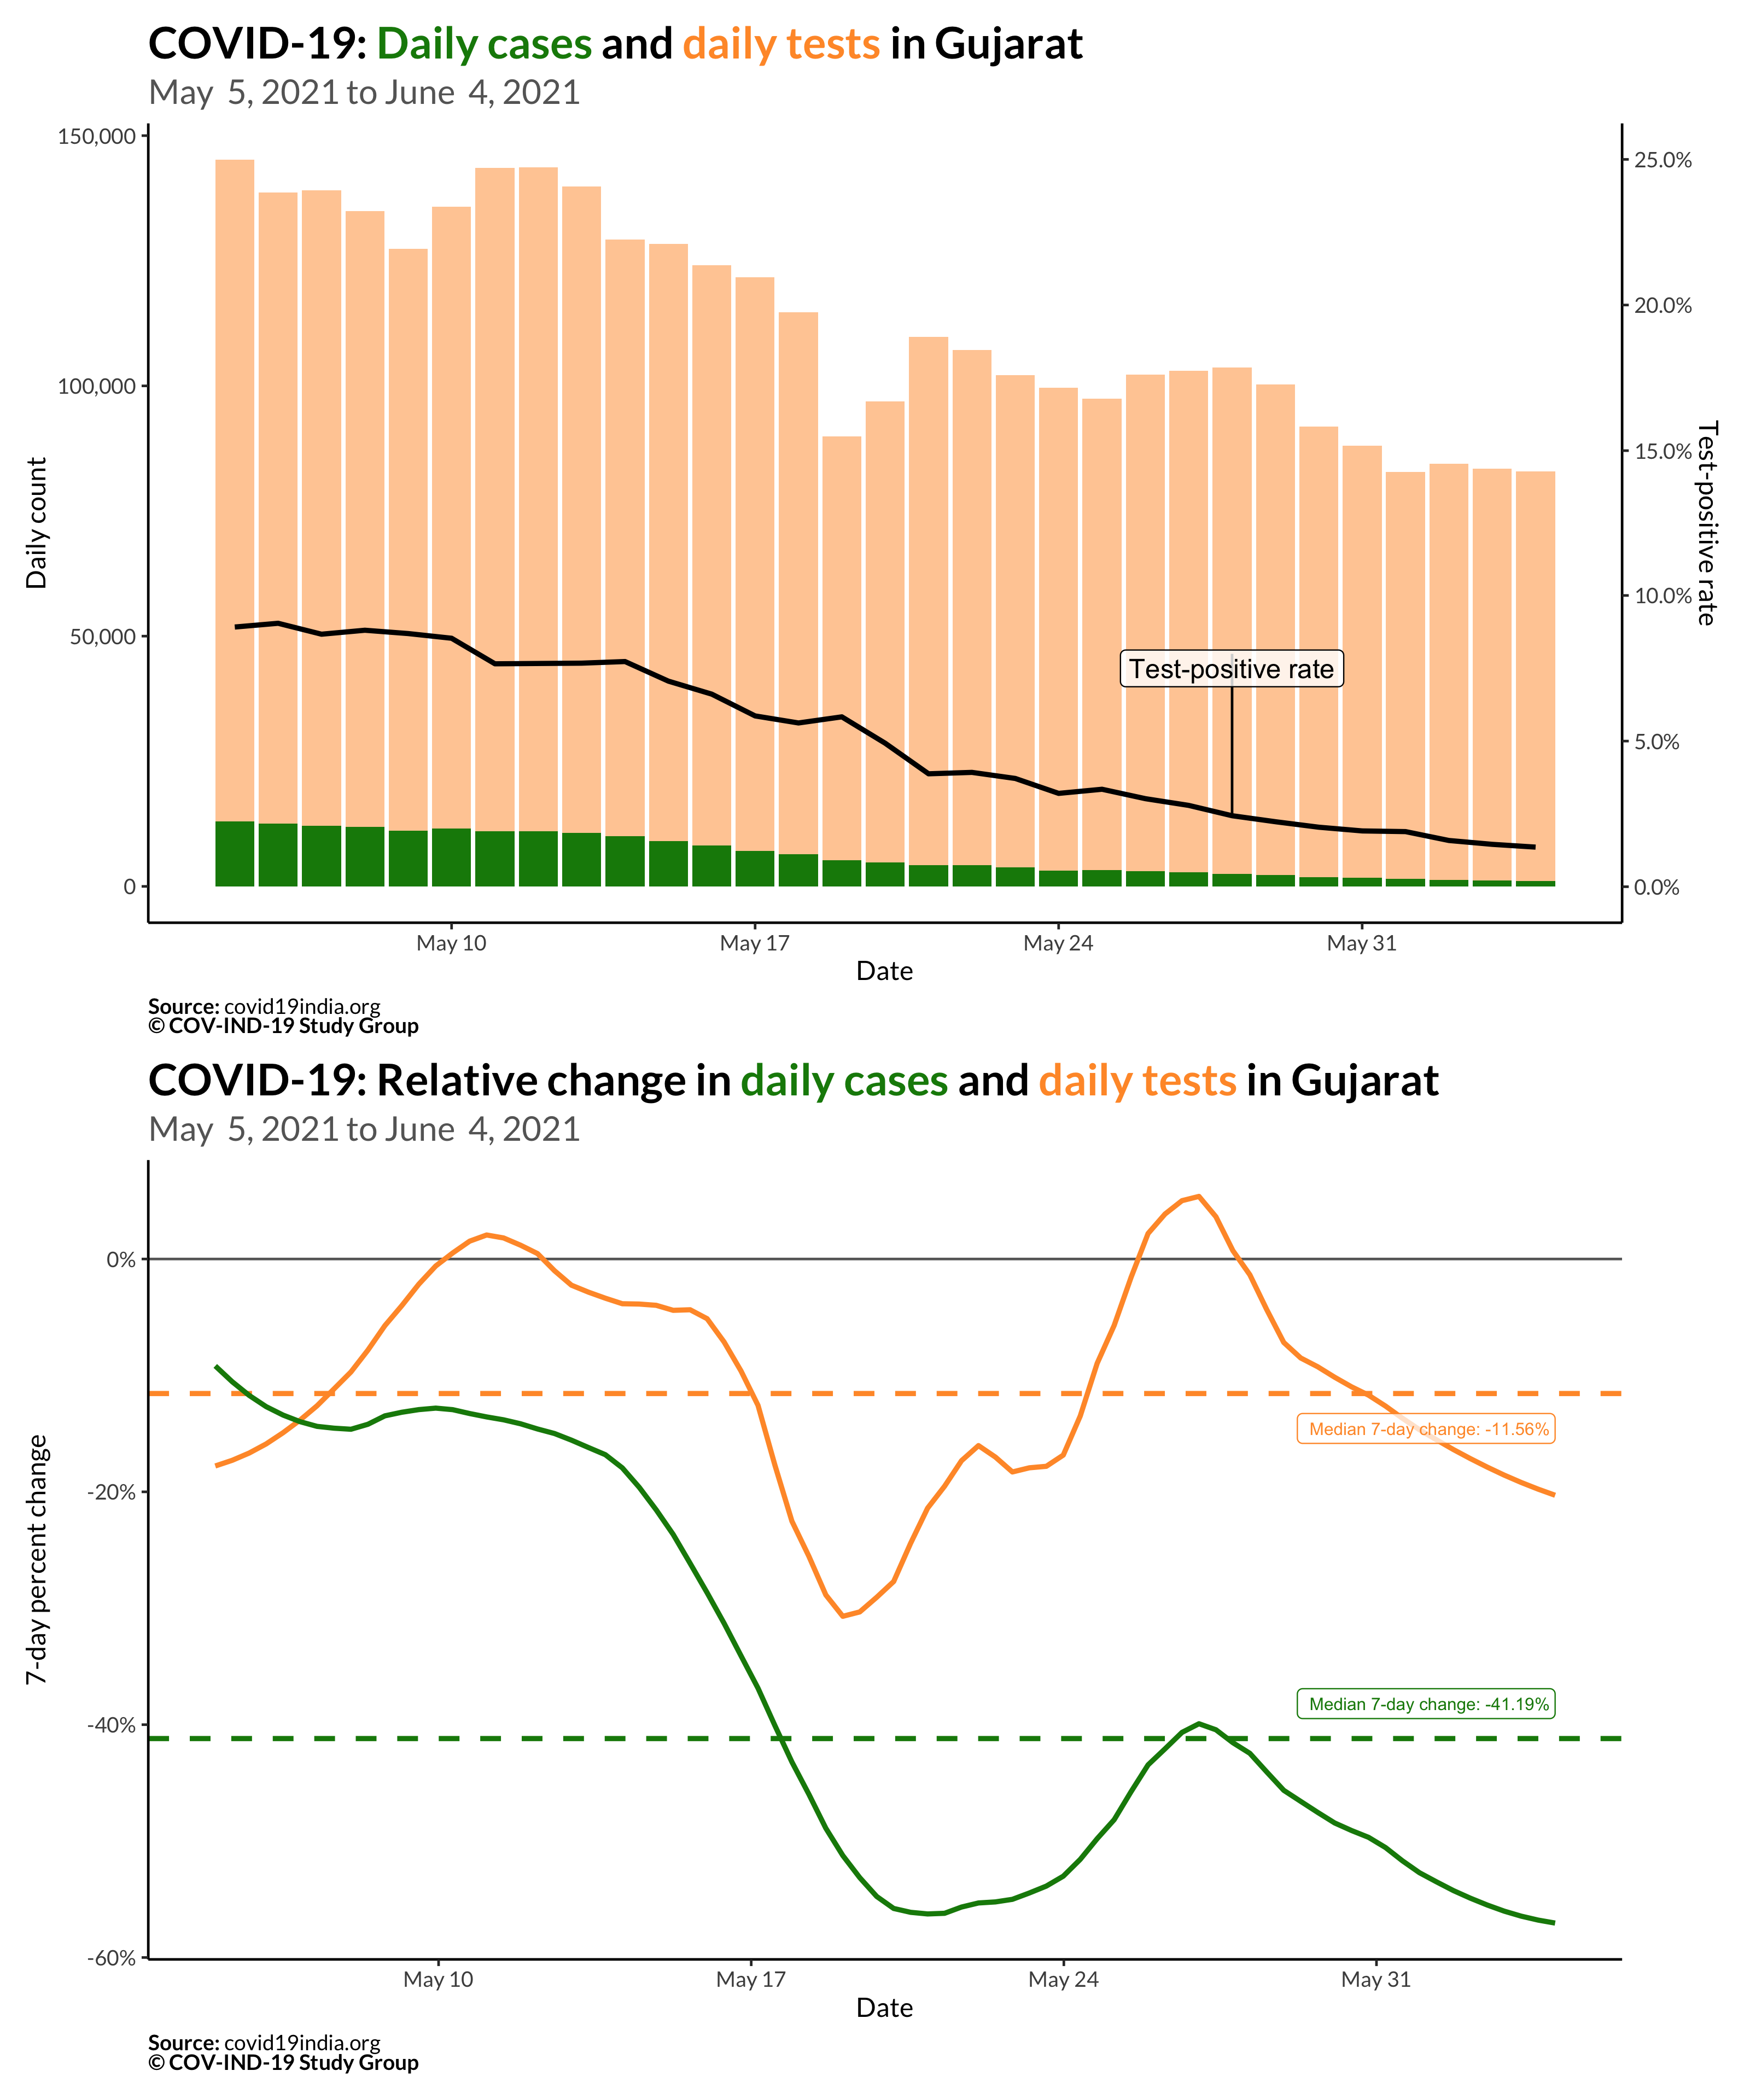 COVID-19: Daily cases and daily tests in Gujarat
May 5, 2021 to June 4, 2021
150,000
100,000
50,000
0
Daily count
25.0%
20.0%
15.0%
10.0%
5.0%
0.0%
Test-positive rate
Test-positive rate
May 10
May 17
May 24
May 31
Date
Source: covid19india.org
© COV-IND-19 Study Group
COVID-19: Relative change in daily cases and daily tests in Gujarat
May 5, 2021 to June 4, 2021
0%
-20%
-40%
-60%
7-day percent change
Median 7-day change: -11.56%
Median 7-day change: -41.19%
May 10
May 17
May 24
May 31
Date
Source: covid19india.org
© COV-IND-19 Study Group